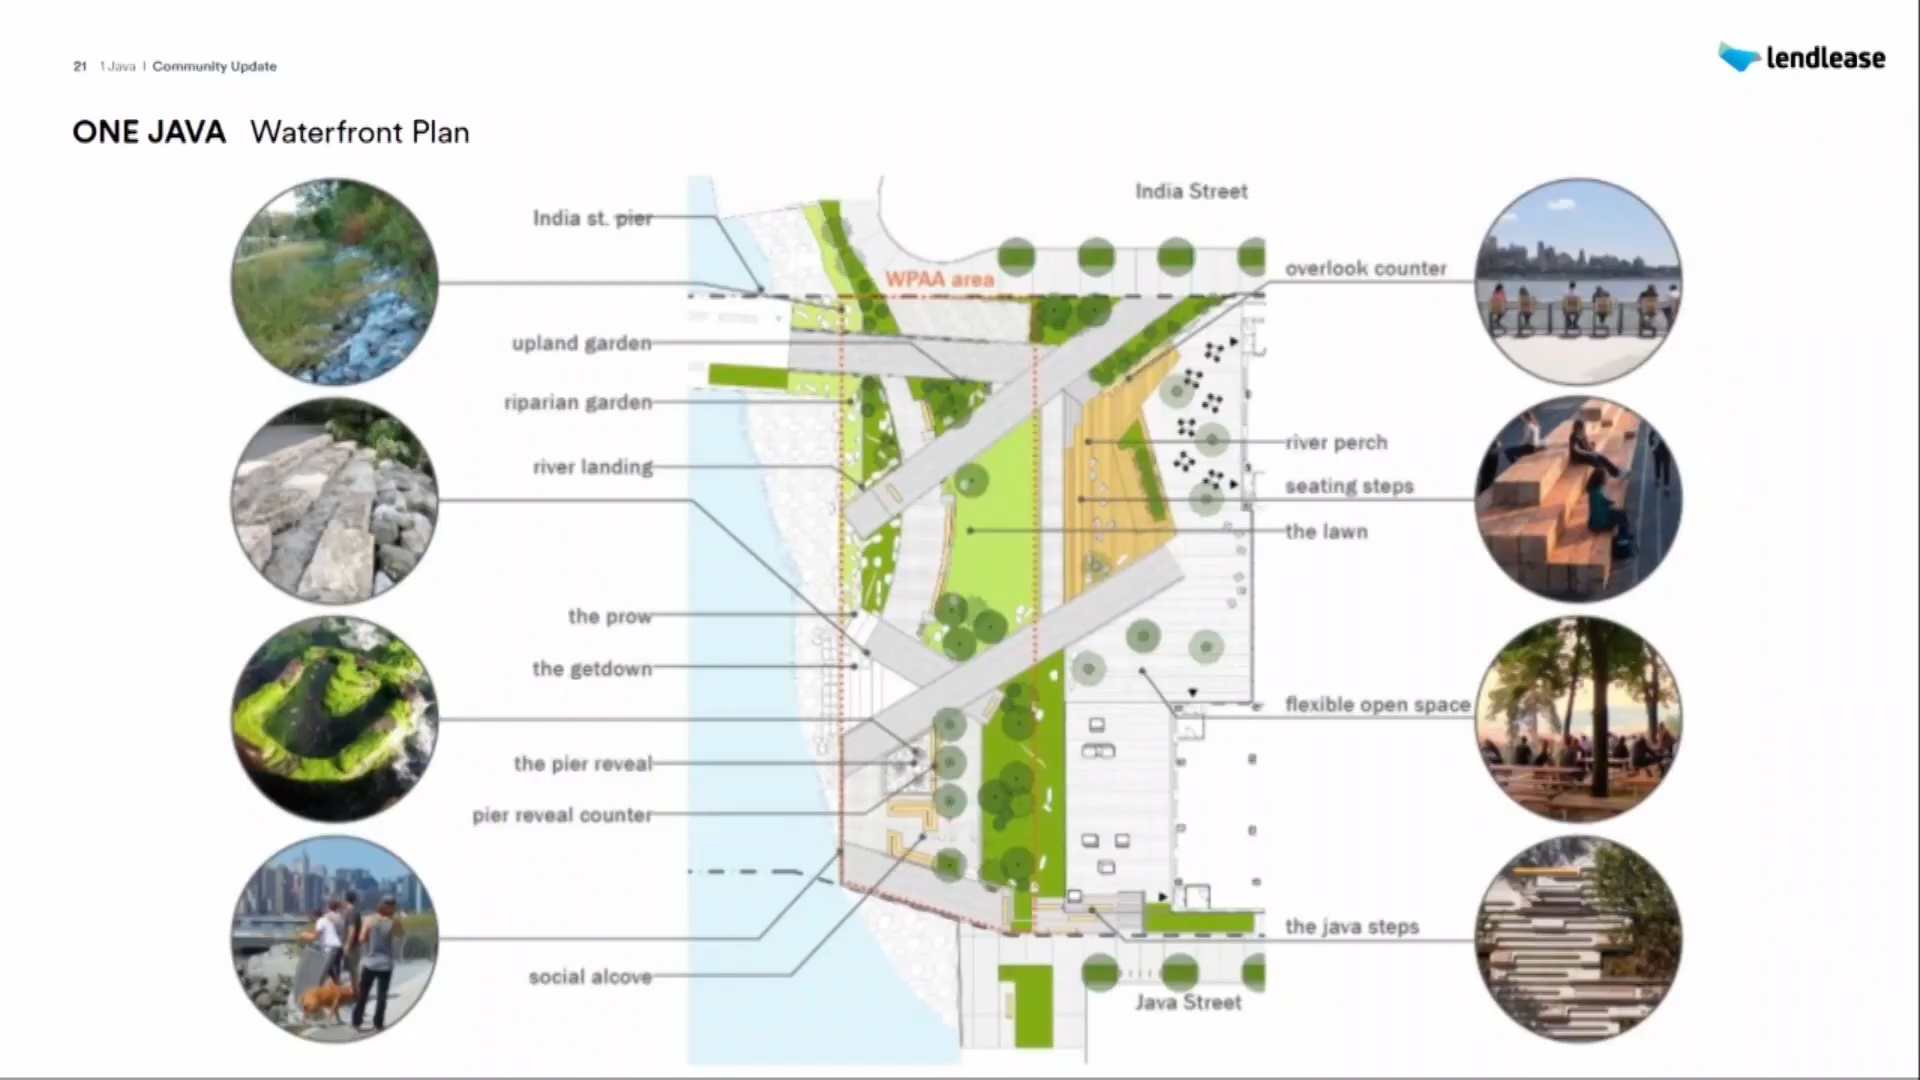 21 1 Java | Community Update
lendlease
ONE JAVA Waterfront Plan
India Street
India st. pier
WPAA area
overlook counter
upland garden
riparian garden
river landing
river perch
seating steps
the lawn
the prow
the getdown
flexible open space
the pier reveal
pier reveal counter
the java steps
social alcove
Java Street